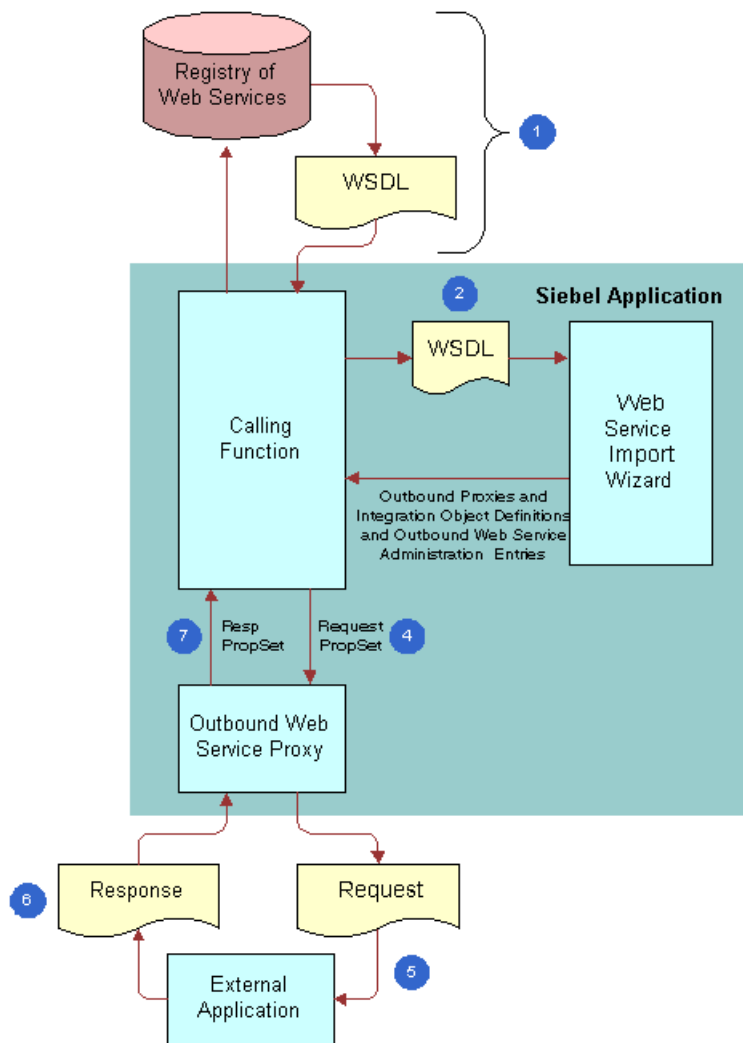 Registry of
Web Services
1
WSDL
2
Siebel Application
WSDL
Web
Service
Import
Wizard
Calling
Function
Outbound Proxies and
Integration Object Definitions
and Outbound Web Service
Administration Entries
7
Resp
PropSet
Request
PropSet
4
Outbound Web
Service Proxy
6
Response
Request
5
External
Application